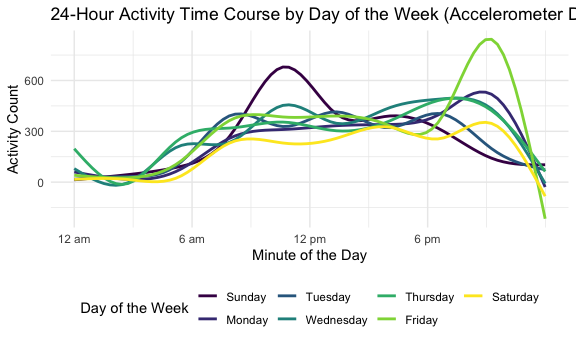 24-Hour Activity Time Course by Day of the Week (Accelerometer D
Activity Count
600
300
0
12 am
6 am
12 pm
6 pm
Minute of the Day
Day of the Week
Sunday
Tuesday
Thursday
Saturday
Monday
Wednesday
Friday